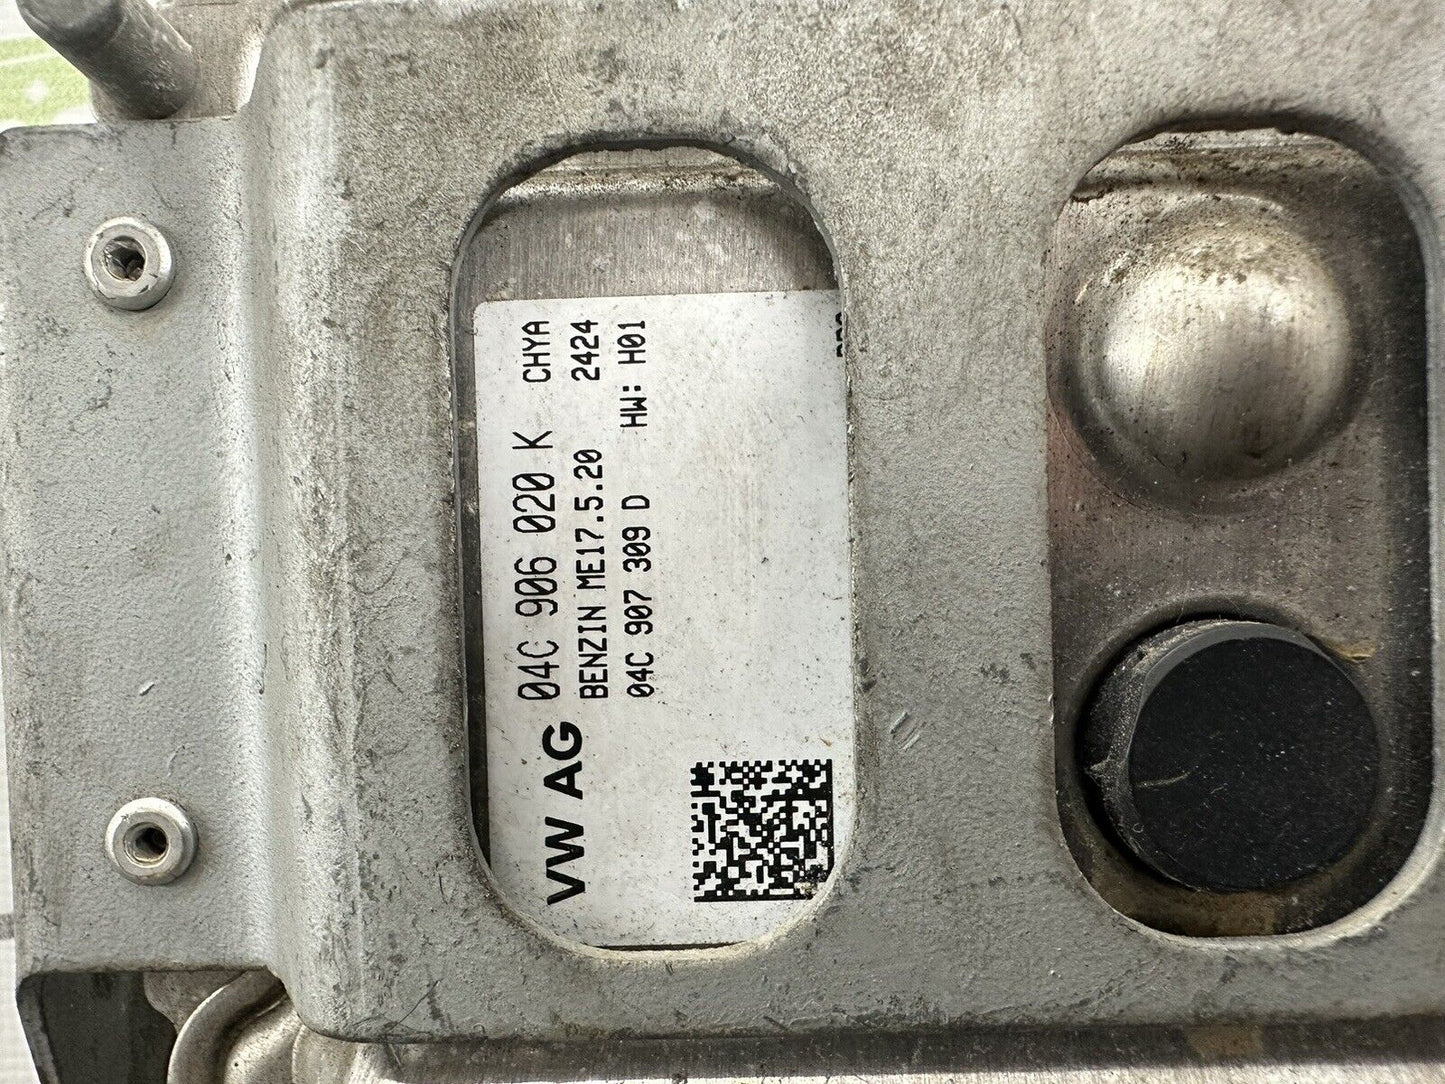 VW AG 04C 906 020 K CHYA
BENZIN ME17.5.20 2424
04C 907 309 D HW: H01